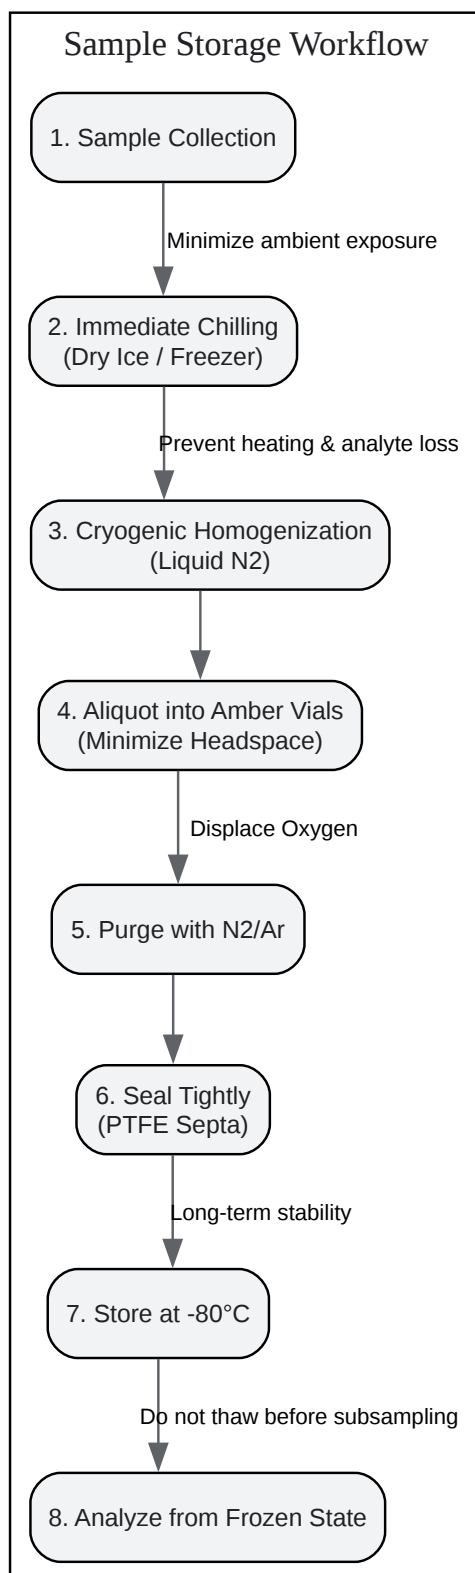 Sample Storage Workflow
1. Sample Collection
Minimize ambient exposure
2. Immediate Chilling
(Dry Ice / Freezer)
Prevent heating & analyte loss
3. Cryogenic Homogenization
(Liquid N2)
4. Aliquot into Amber Vials
(Minimize Headspace)
Displace Oxygen
5. Purge with N2/Ar
6. Seal Tightly
(PTFE Septa)
Long-term stability
7. Store at -80°C
Do not thaw before subsampling
8. Analyze from Frozen State